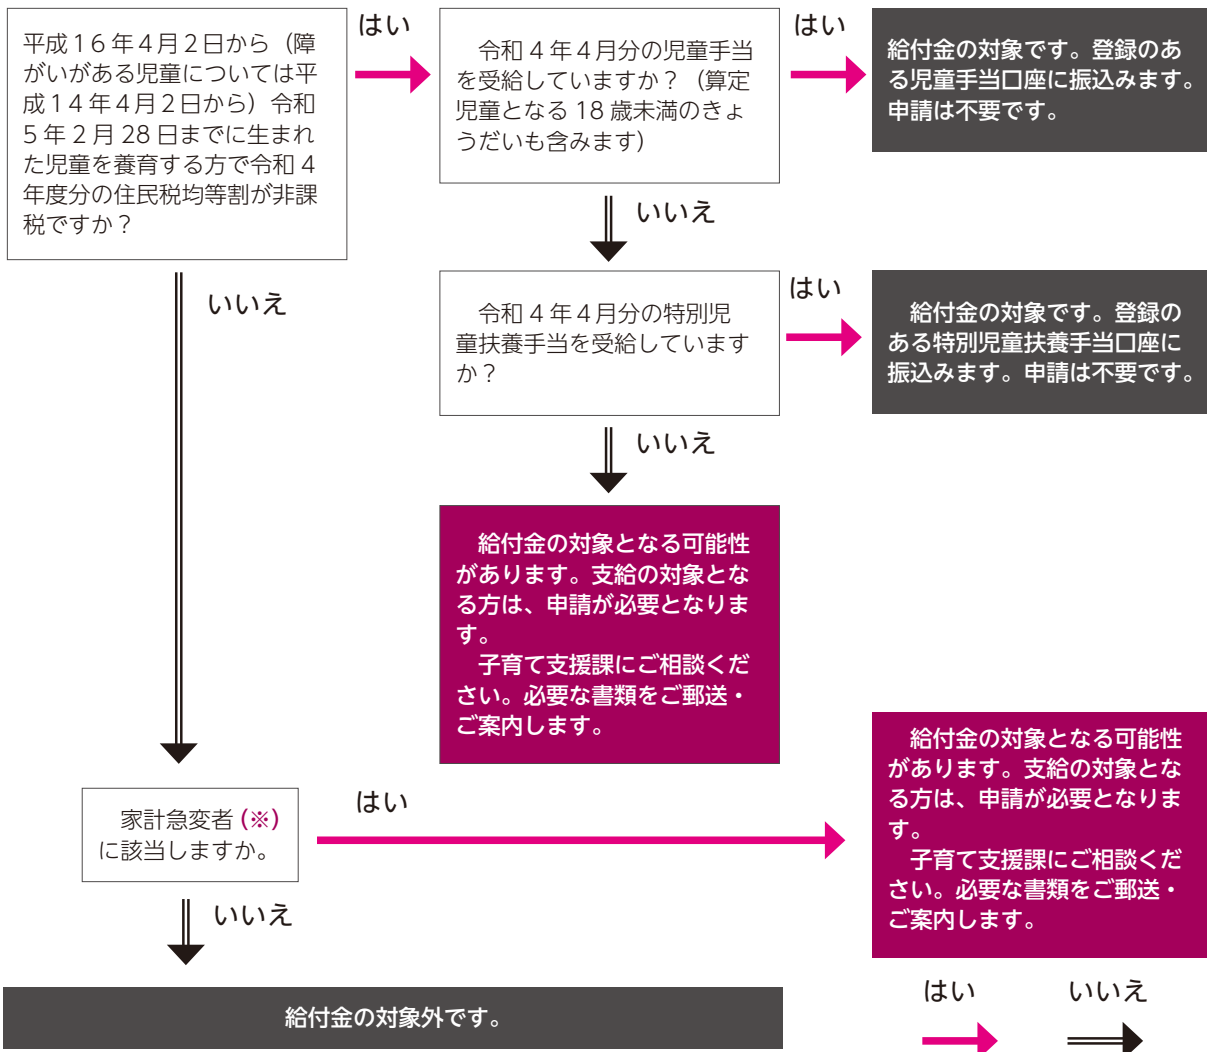 平成16年4月2日から（障
がいがある児童については平
成14年4月2日から）令和
5年2月28日までに生まれ
た児童を養育する方で令和4
年度分の住民税均等割が非課
税ですか？
はい
令和4年4月分の児童手当
を受給していますか？（算定
児童となる18歳未満のきょ
うだいも含みます）
はい
給付金の対象です。登録のあ
る児童手当口座に振込みます。
申請は不要です。
いいえ
いいえ
令和4年4月分の特別児
童扶養手当を受給しています
か？
はい
給付金の対象です。登録の
ある特別児童扶養手当口座に
振込みます。申請は不要です。
いいえ
給付金の対象となる可能性
があります。支給の対象とな
る方は、申請が必要となりま
す。
子育て支援課にご相談くだ
さい。必要な書類をご郵送・
ご案内します。
家計急変者(※)
に該当しますか。
はい
給付金の対象となる可能性
があります。支給の対象とな
る方は、申請が必要となりま
す。
子育て支援課にご相談くだ
さい。必要な書類をご郵送・
ご案内します。
いいえ
給付金の対象外です。
はい
いいえ